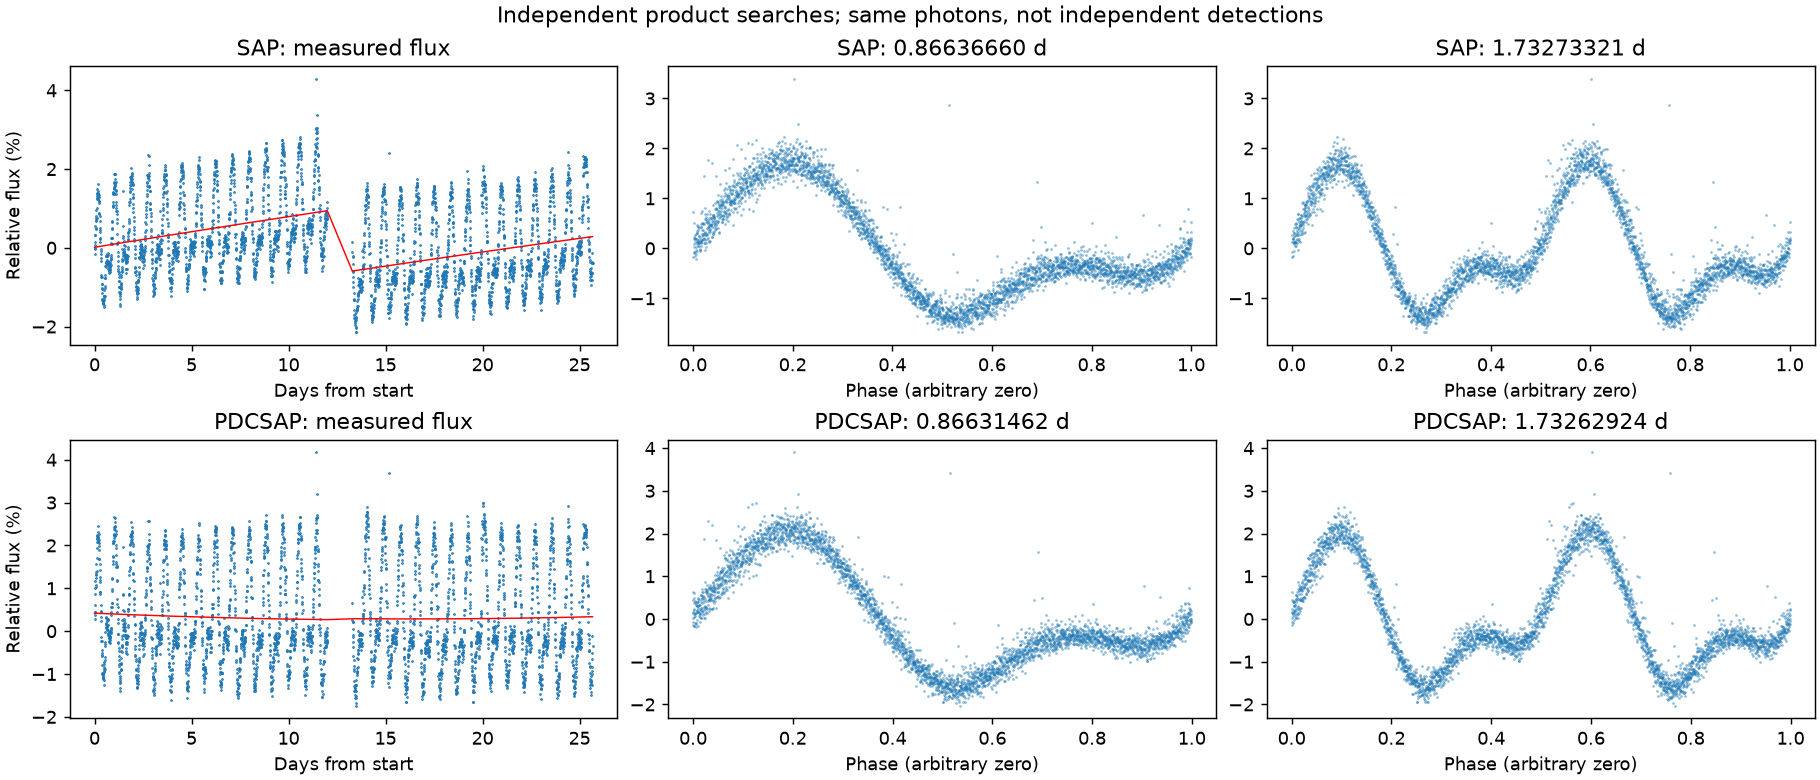 Independent product searches; same photons, not independent detections
SAP: measured flux
SAP: 0.86636660 d
SAP: 1.73273321 d
Relative flux (%)
4
2
0
−2
3
2
1
0
−1
3
2
1
0
−1
0 5 10 15 20 25
0.0 0.2 0.4 0.6 0.8 1.0
0.0 0.2 0.4 0.6 0.8 1.0
Days from start
Phase (arbitrary zero)
Phase (arbitrary zero)
PDCSAP: measured flux
PDCSAP: 0.86631462 d
PDCSAP: 1.73262924 d
Relative flux (%)
4
3
2
1
0
−1
−2
4
3
2
1
0
−1
−2
4
3
2
1
0
−1
−2
0 5 10 15 20 25
0.0 0.2 0.4 0.6 0.8 1.0
0.0 0.2 0.4 0.6 0.8 1.0
Days from start
Phase (arbitrary zero)
Phase (arbitrary zero)